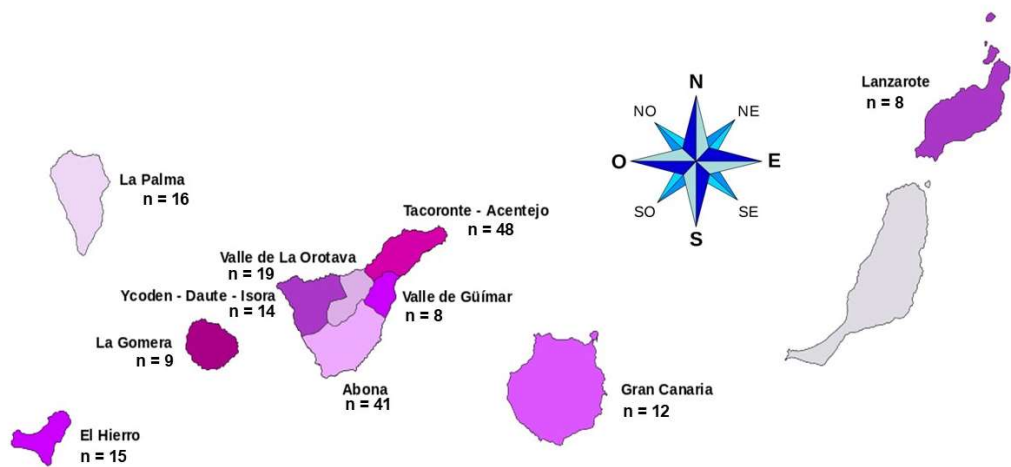 Lanzarote
n = 8
N
NO
NE
O
E
SO
SE
S
La Palma
n = 16
Tacoronte - Acentejo
n = 48
Valle de La Orotava
n = 19
Ycoden - Daute - Isora
n = 14
Valle de Güímar
n = 8
La Gomera
n = 9
Abona
n = 41
Gran Canaria
n = 12
El Hierro
n = 15